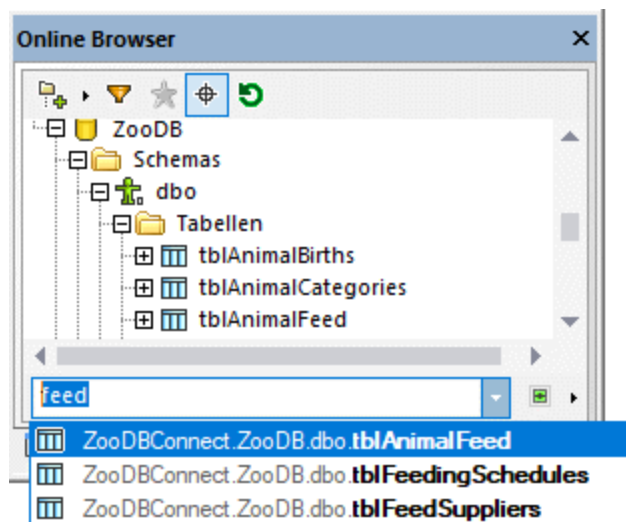 Online Browser
ZooDB
Schemas
dbo
Tabellen
tblAnimalBirths
tblAnimalCategories
tblAnimalFeed
feed
ZooDBConnect.ZooDB.dbo.tblAnimalFeed
ZooDBConnect.ZooDB.dbo.tblFeedingSchedules
ZooDBConnect.ZooDB.dbo.tblFeedSuppliers